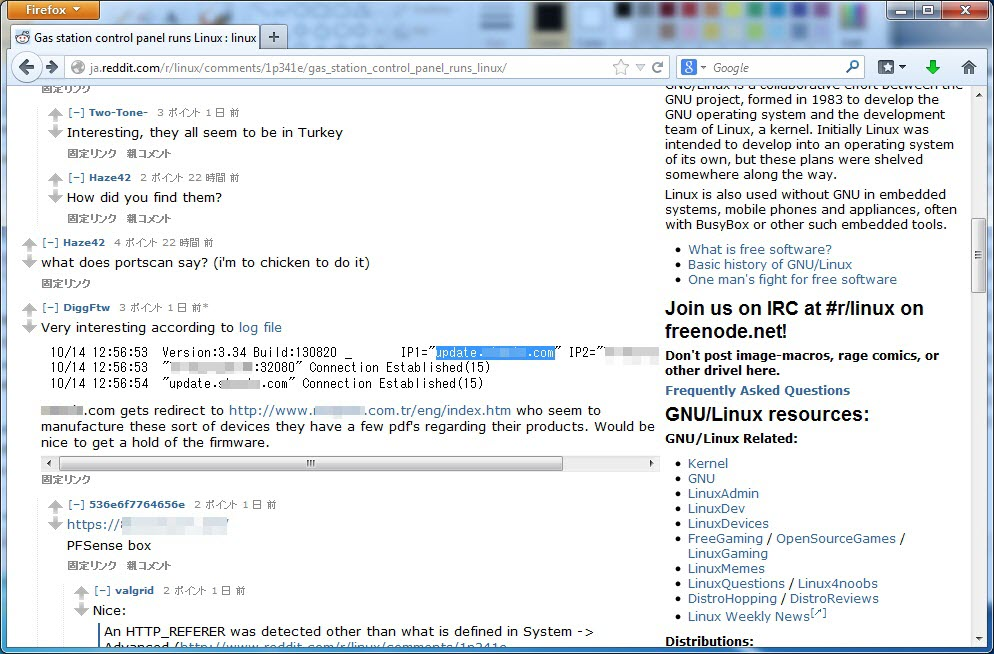 Firefox
Gas station control panel runs Linux : linux
ja.reddit.com/r/linux/comments/1p341e/gas_station_control_panel_runs_linux/
Google
固定リンク
[−] Two-Tone- 3 ポイント 1 日 前
Interesting, they all seem to be in Turkey
固定リンク 親コメント
[−] Haze42 2 ポイント 22 時間 前
How did you find them?
固定リンク 親コメント
[−] Haze42 4 ポイント 22 時間 前
what does portscan say? (i'm to chicken to do it)
固定リンク
[−] DiggFtw 3 ポイント 1 日 前*
Very interesting according to log file
10/14 12:56:53 Version:3.34 Build:130820 _ IP1="update. .com" IP2="
10/14 12:56:53 " :32080" Connection Established(15)
10/14 12:56:54 "update. .com" Connection Established(15)
.com gets redirect to http://www. .com.tr/eng/index.htm who seem to
manufacture these sort of devices they have a few pdf's regarding their products. Would be
nice to get a hold of the firmware.
固定リンク
[−] 536e6f7764656e 2 ポイント 1 日 前
https://
PFSense box
固定リンク 親コメント
[−] valgrid 2 ポイント 1 日 前
Nice:
An HTTP_REFERER was detected other than what is defined in System ->
Advanced (http://www.reddit.com/r/linux/comments/1p341e
GNU/Linux is a collaborative effort between the
GNU project, formed in 1983 to develop the
GNU operating system and the development
team of Linux, a kernel. Initially Linux was
intended to develop into an operating system
of its own, but these plans were shelved
somewhere along the way.
Linux is also used without GNU in embedded
systems, mobile phones and appliances, often
with BusyBox or other such embedded tools.
What is free software?
Basic history of GNU/Linux
One man's fight for free software
Join us on IRC at #r/linux on
freenode.net!
Don't post image-macros, rage comics, or
other drivel here.
Frequently Asked Questions
GNU/Linux resources:
GNU/Linux Related:
Kernel
GNU
LinuxAdmin
LinuxDev
LinuxDevices
FreeGaming / OpenSourceGames /
LinuxGaming
LinuxMemes
LinuxQuestions / Linux4noobs
DistroHopping / DistroReviews
Linux Weekly News[↗]
Distributions: